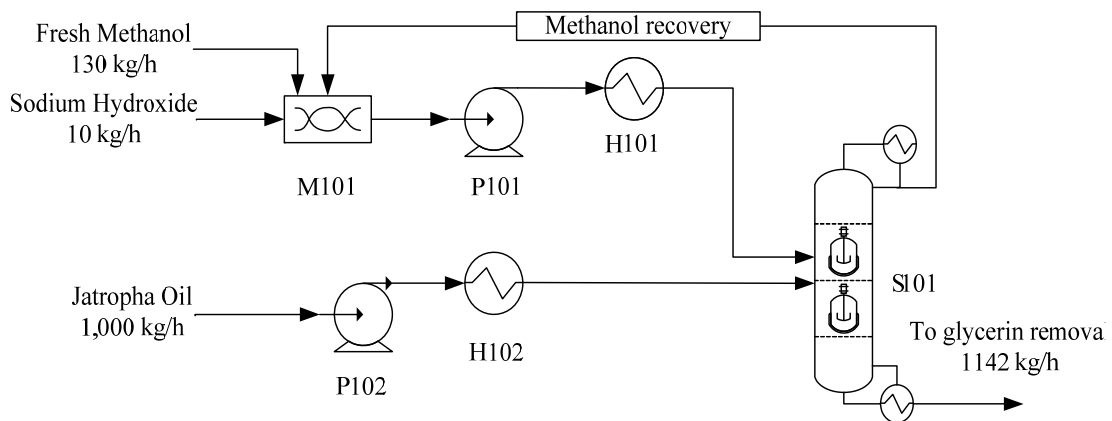 Fresh Methanol
130 kg/h
Methanol recovery
Sodium Hydroxide
10 kg/h
M101
P101
H101
Jatropha Oil
1,000 kg/h
P102
H102
S101
To glycerin removal
1142 kg/h